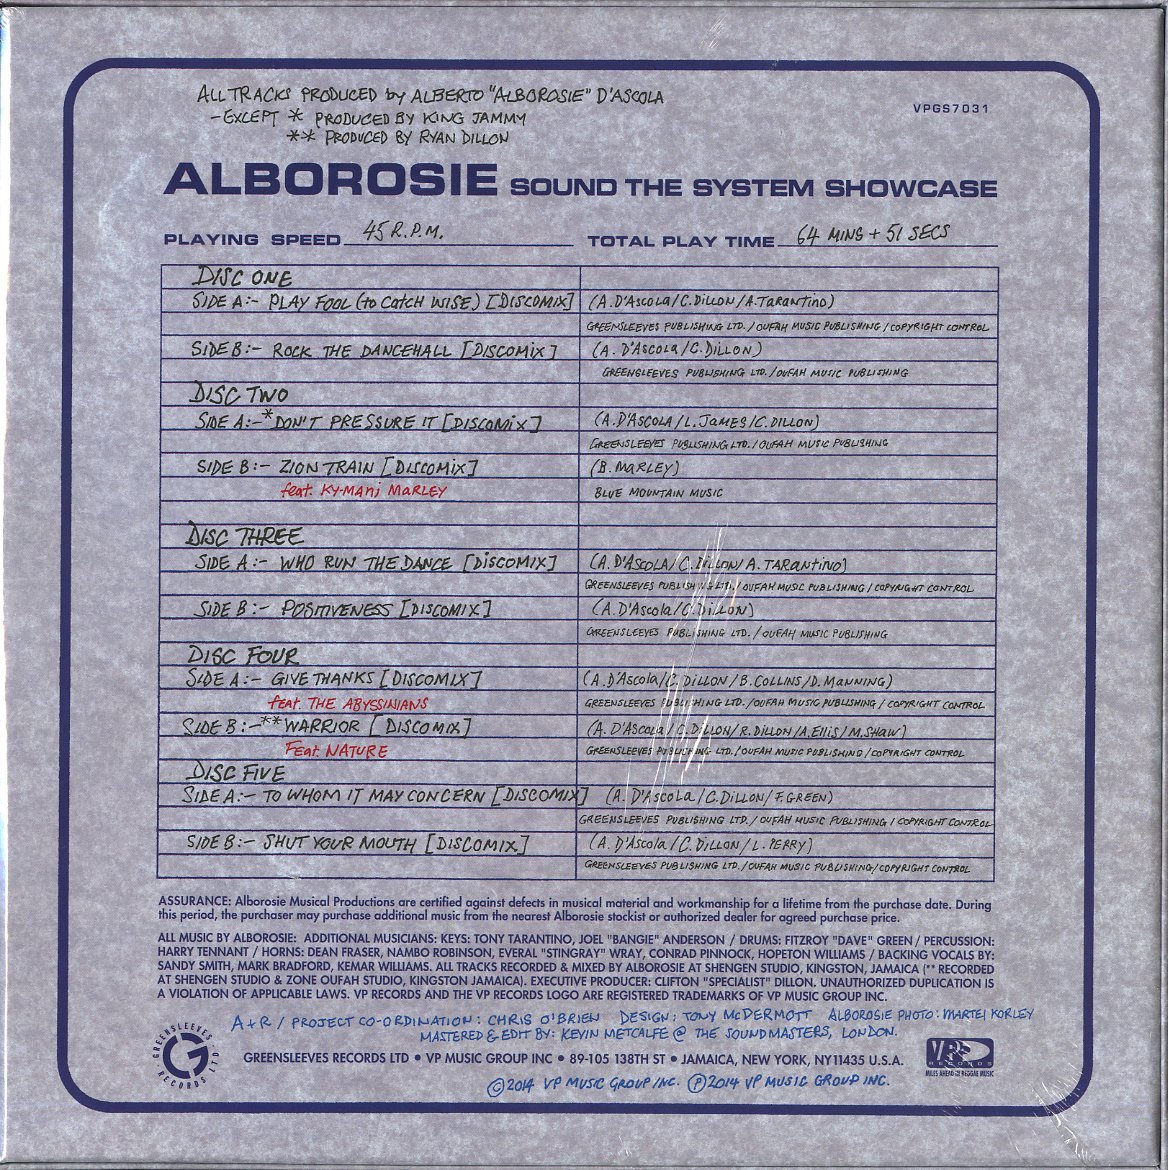 ALL TRACKS PRODUCED by ALBERTO "ALBOROSIE" D'ASCOLA
VPGS7031
-EXCEPT * PRODUCED BY KING JAMMY
** PRODUCED BY RYAN DILLON
ALBOROSIE SOUND THE SYSTEM SHOWCASE
PLAYING SPEED 45 R.P.M. TOTAL PLAY TIME 64 MINS + 51 SECS
DISC ONE
SIDE A:- PLAY FOOL (to CatcH WISE) [DISCOMIX] (A. D'AScola/C. DILLON/A. TaRantino)
GREENSLEEVES PUBLISHING LTD. / OUFAH MUSIC PUBLISHING / COPYRIGHT CONTROL
SIDE B:- ROCK THE DANCEHALL [DISCOMiX] (A. D'AScola/C. DILLON)
GREENSLEEVES PUBLISHING LTD. /OUFAH MUSIC PUBLISHING
DISC TWO
SIDE A:-*DON'T PRESSURE IT [DISCOMiX] (A. D'ASCOLA/L. JaMES/C. DILLON)
GREENSLEEVES PUBLISHING LTD. / OUFAH MUSIC PUBLISHING
SIDE B:- ZION TRAIN [DISCOMiX] (B. MaRLEY)
feat. KY-MANi MaRLEY BLUE MOUNTAIN MUSIC
DISC THREE
SIDE A:- WHO RUN THE DANCE [DiSCOMIX] (A. D'AScola/C. DILLON/A. TARantino)
GREENSLEEVES PUBLISHING LTD. / OUFAH MUSIC PUBLISHING / COPYRIGHT CONTROL
SIDE B:- POSITIVENESS [DISCOMIX] (A. D'AScola/C. DILLON)
GREENSLEEVES PUBLISHING LTD. / OUFAH MUSIC PUBLISHING
DISC FOUR
SIDE A:- GIVE THANKS [DISCOMIX] (A. D'AScola/C. DILLON / B. COLLINS/D. MaNNING)
feat. THE ABYSSINIANS GREENSLEEVES PUBLISHING LTD. / OUFAH MUSIC PUBLISHING / COPYRIGHT CONTROL
SIDE B:-**WARRIOR [DISCOMIX] (A. D'AScola/C. DILLON/R. DILLON/A. Ellis/M. SHaw)
Feat. NATURE GREENSLEEVES PUBLISHING LTD. / OUFAH MUSIC PUBLISHING / COPYRIGHT CONTROL
DISC FIVE
SIDE A:- TO WHOM IT MAY CONCERN [DISCOMIX] (A. D'AScola/C. DILLON/F. GREEN)
GREENSLEEVES PUBLISHING LTD. / OUFAH MUSIC PUBLISHING / COPYRIGHT CONTROL
SIDE B:- SHUT YOUR MOUTH [DISCOMIX] (A. D'AScola/C. DILLON/L. PERRY)
GREENSLEEVES PUBLISHING LTD. /OUFAH MUSIC PUBLISHING/COPYRIGHT CONTROL
ASSURANCE: Alborosie Musical Productions are certified against defects in musical material and workmanship for a lifetime from the purchase date. During
this period, the purchaser may purchase additional music from the nearest Alborosie stockist or authorized dealer for agreed purchase price.
ALL MUSIC BY ALBOROSIE: ADDITIONAL MUSICIANS: KEYS: TONY TARANTINO, JOEL "BANGIE" ANDERSON / DRUMS: FITZROY "DAVE" GREEN / PERCUSSION:
HARRY TENNANT / HORNS: DEAN FRASER, NAMBO ROBINSON, EVERAL "STINGRAY" WRAY, CONRAD PINNOCK, HOPETON WILLIAMS / BACKING VOCALS BY:
SANDY SMITH, MARK BRADFORD, KEMAR WILLIAMS. ALL TRACKS RECORDED & MIXED BY ALBOROSIE AT SHENGEN STUDIO, KINGSTON, JAMAICA (** RECORDED
AT SHENGEN STUDIO & ZONE OUFAH STUDIO, KINGSTON JAMAICA). EXECUTIVE PRODUCER: CLIFTON "SPECIALIST" DILLON. UNAUTHORIZED DUPLICATION IS
A VIOLATION OF APPLICABLE LAWS. VP RECORDS AND THE VP RECORDS LOGO ARE REGISTERED TRADEMARKS OF VP MUSIC GROUP INC.
A+R / PROJECT CO-ORDINATION: CHRIS O'BRIEN DESIGN: TONY McDERMOTT ALBOROSIE PHOTO: MARTEI KORLEY
MASTERED & EDIT BY: KEVIN METCALFE @ THE SOUNDMASTERS, LONDON.
GREENSLEEVES RECORDS LTD
GREENSLEEVES RECORDS LTD • VP MUSIC GROUP INC • 89-105 138TH ST • JAMAICA, NEW YORK, NY11435 U.S.A.
VP RECORDS
MILES AHEAD IN REGGAE MUSIC
©2014 VP MUSIC GROUP INC. ℗2014 VP MUSIC GROUP INC.